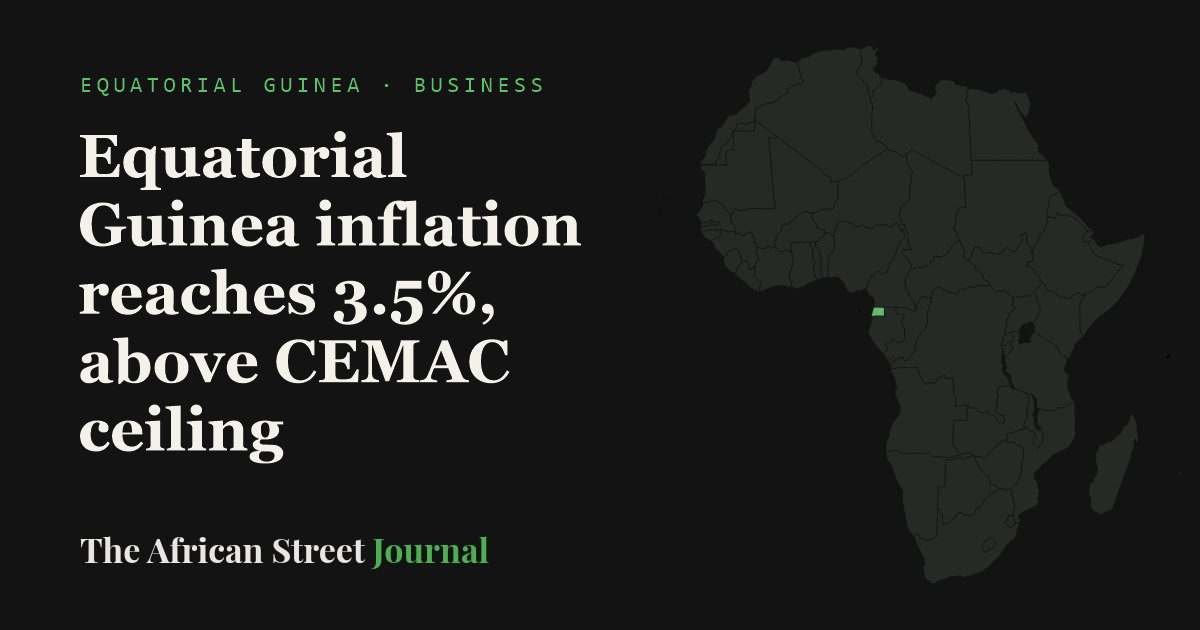 EQUATORIAL GUINEA · BUSINESS
Equatorial
Guinea inflation
reaches 3.5%,
above CEMAC
ceiling
The African Street Journal